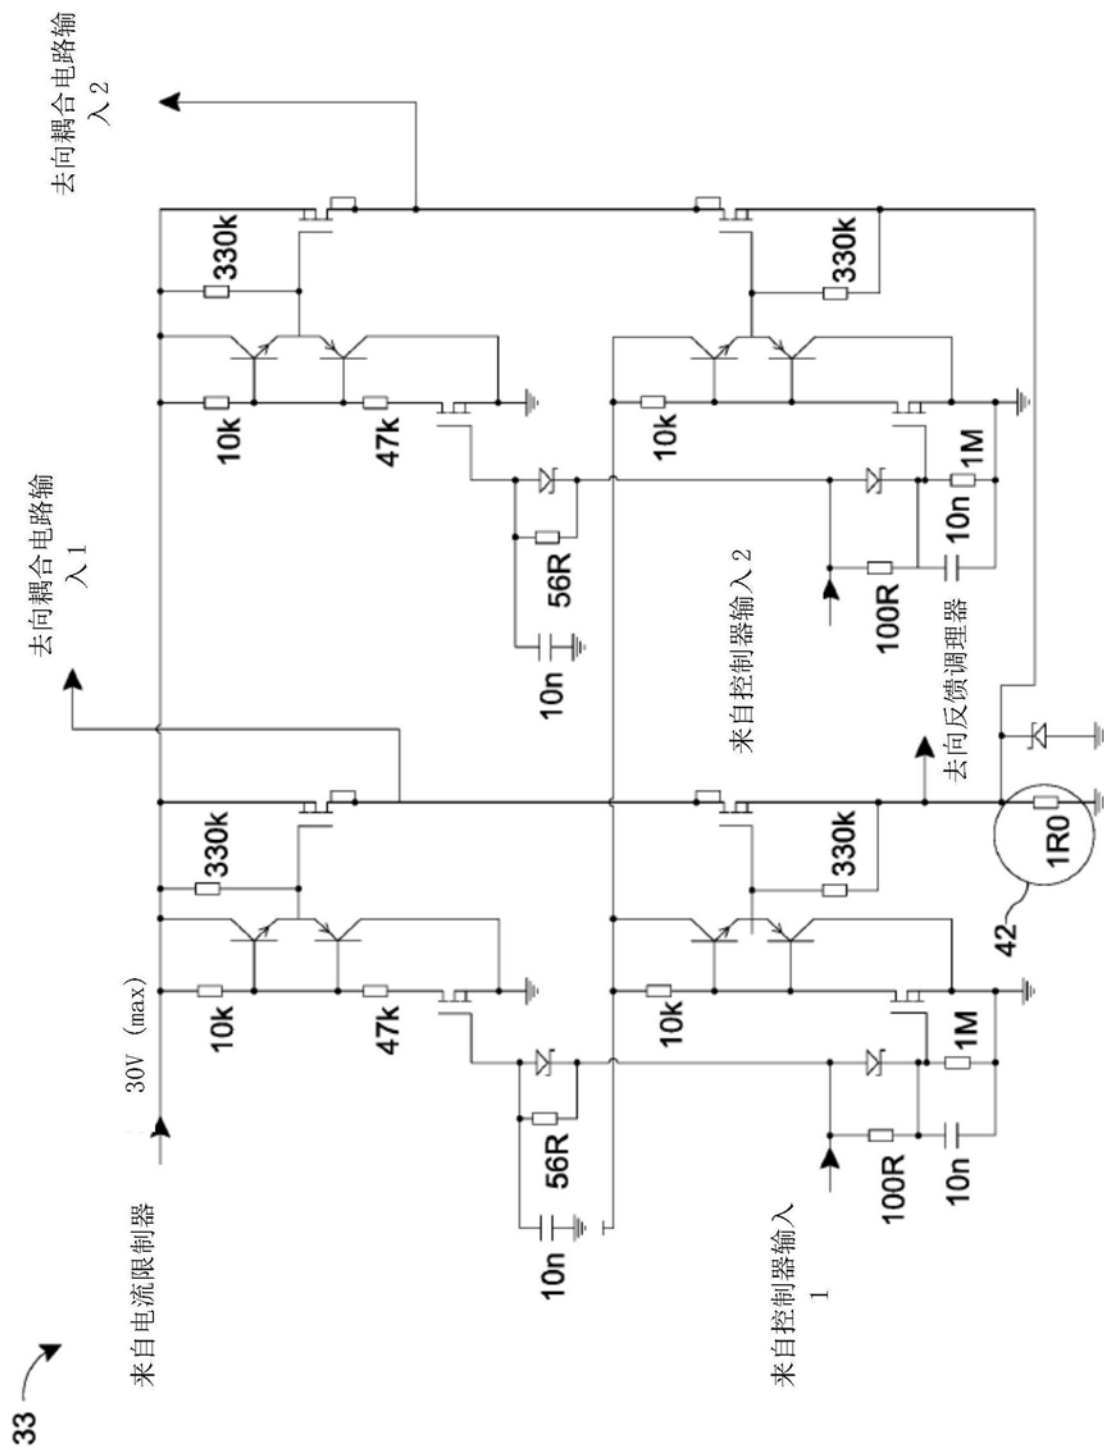 33
来自电流限制器
30V (max)
去向耦合电路输
入1
去向耦合电路输
入2
10k
330k
47k
10n
56R
10k
330k
47k
10n
56R
来自控制器输入
1
100R
10n
1M
10k
330k
来自控制器输入2
100R
10n
1M
10k
330k
去向反馈调理器
42
1R0